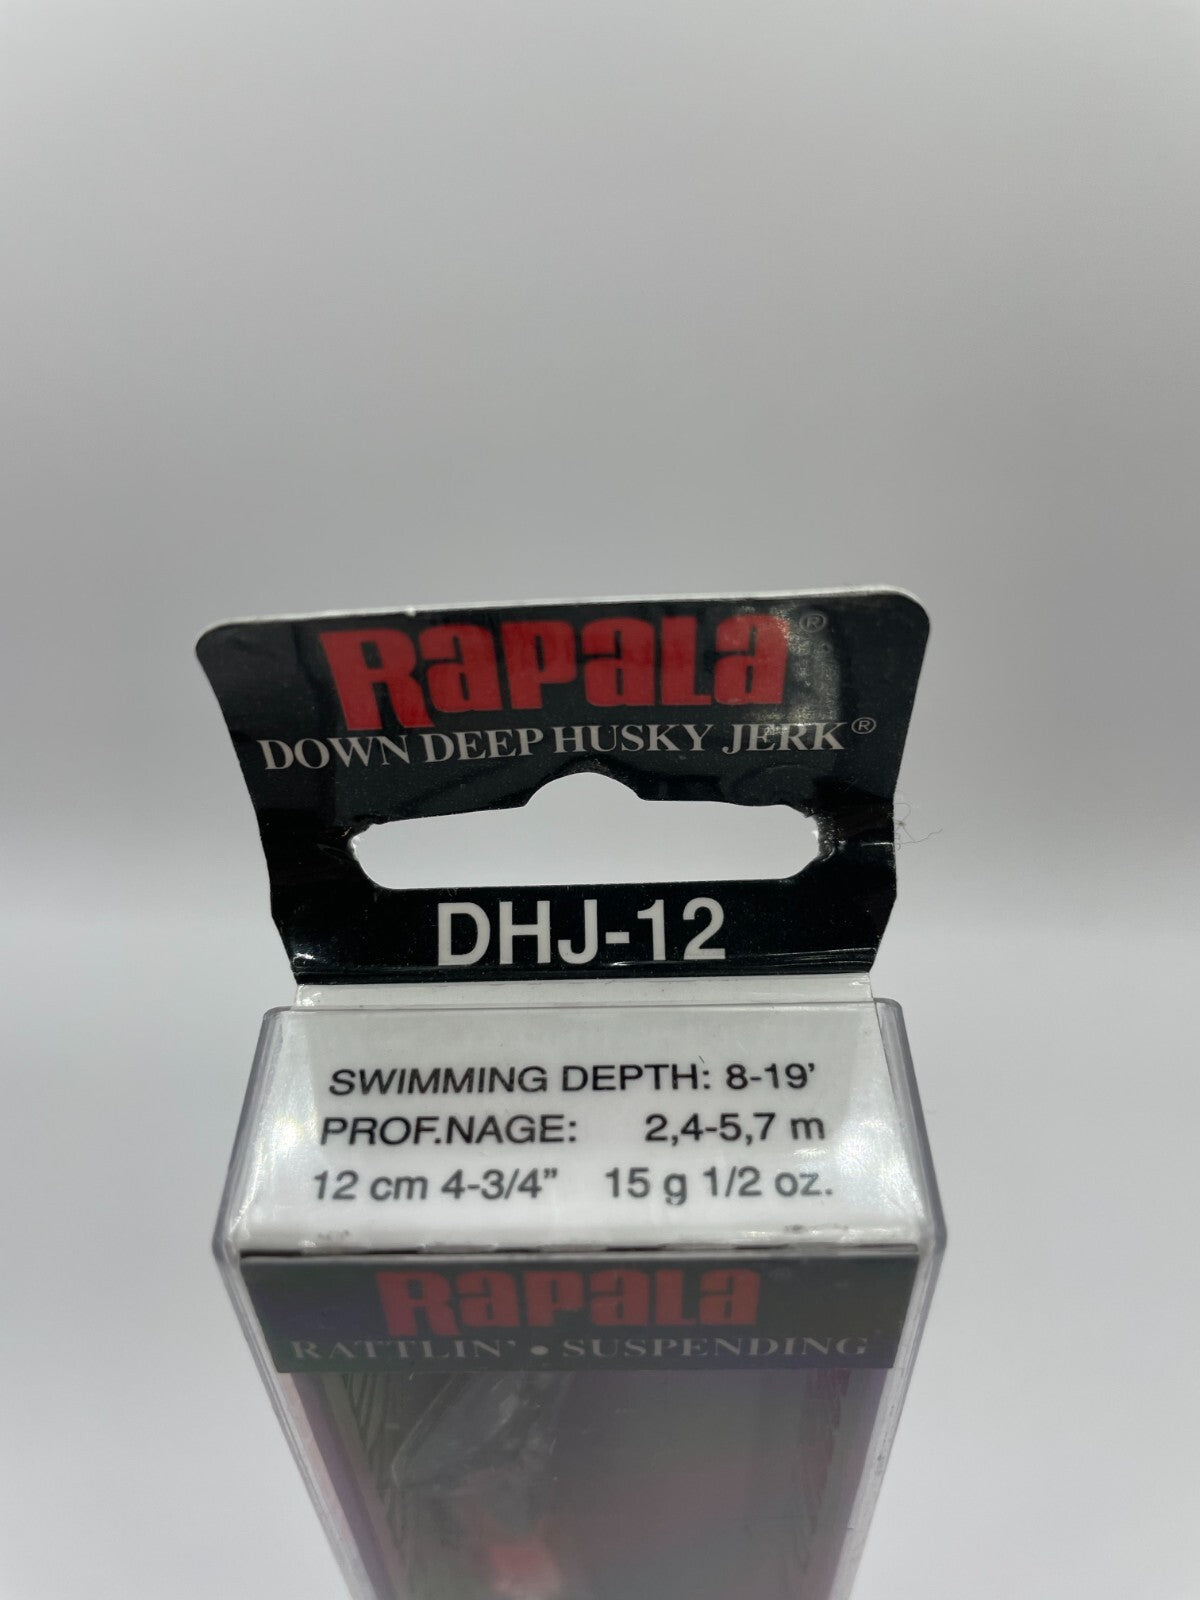 RAPALA®
DOWN DEEP HUSKY JERK®
DHJ-12
SWIMMING DEPTH: 8-19'
PROF.NAGE: 2,4-5,7 m
12 cm 4-3/4" 15 g 1/2 oz.
RAPALA
RATTLIN' • SUSPENDING